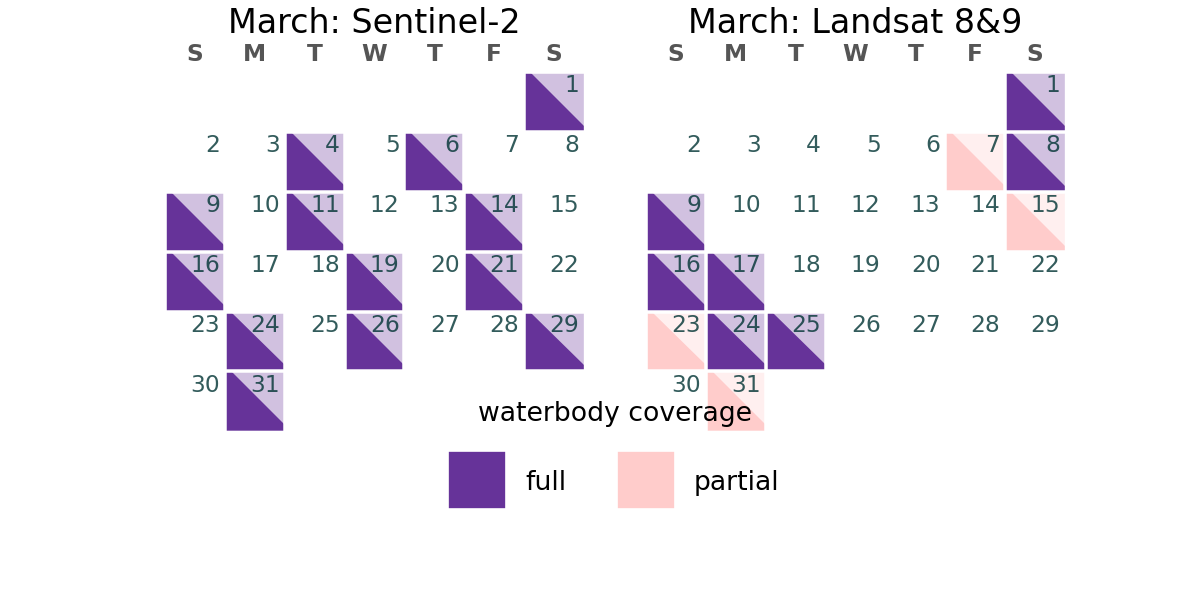 March: Sentinel-2
S M T W T F S
1
2 3 4 5 6 7 8
9 10 11 12 13 14 15
16 17 18 19 20 21 22
23 24 25 26 27 28 29
30 31
March: Landsat 8&9
S M T W T F S
1
2 3 4 5 6 7 8
9 10 11 12 13 14 15
16 17 18 19 20 21 22
23 24 25 26 27 28 29
30 31
waterbody coverage
full partial